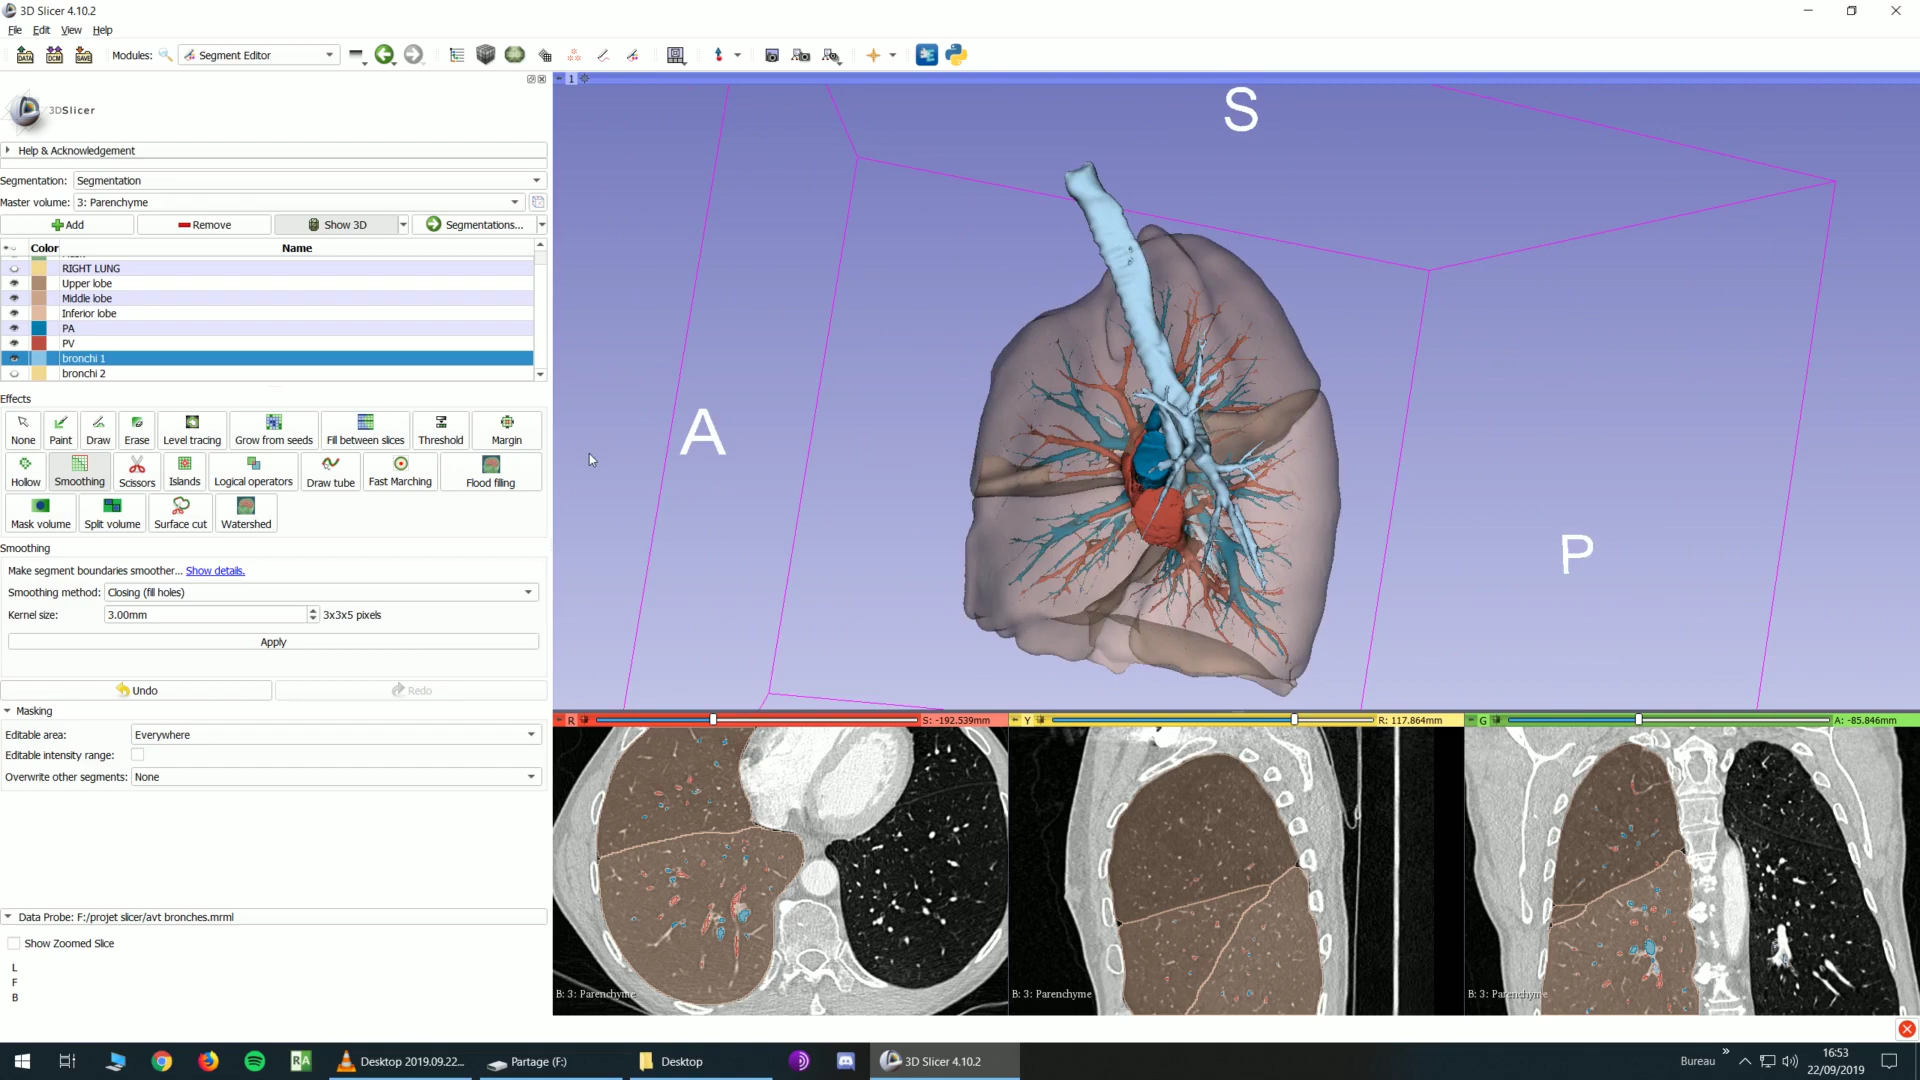 3D Slicer 4.10.2
File Edit View Help
DATA DCM SAVE Modules: Segment Editor
1
3DSlicer
Help & Acknowledgement
Segmentation: Segmentation
Master volume: 3: Parenchyme
Add Remove Show 3D Segmentations...
Color Name
RIGHT LUNG
Upper lobe
Middle lobe
Inferior lobe
PA
PV
bronchi 1
bronchi 2
Effects
None Paint Draw Erase Level tracing Grow from seeds Fill between slices Threshold Margin
Hollow Smoothing Scissors Islands Logical operators Draw tube Fast Marching Flood filling
Mask volume Split volume Surface cut Watershed
Smoothing
Make segment boundaries smoother... Show details.
Smoothing method: Closing (fill holes)
Kernel size: 3.00mm 3x3x5 pixels
Apply
Undo Redo
Masking
Editable area: Everywhere
Editable intensity range:
Overwrite other segments: None
Data Probe: F:/projet slicer/avt bronches.mrml
Show Zoomed Slice
L
F
B
S
A
P
R S: -192.539mm
Y R: 117.864mm
G A: -85.846mm
B: 3: Parenchyme
B: 3: Parenchyme
B: 3: Parenchyme
RA Desktop 2019.09.22... Partage (F:) Desktop 3D Slicer 4.10.2 Bureau
16:53
22/09/2019